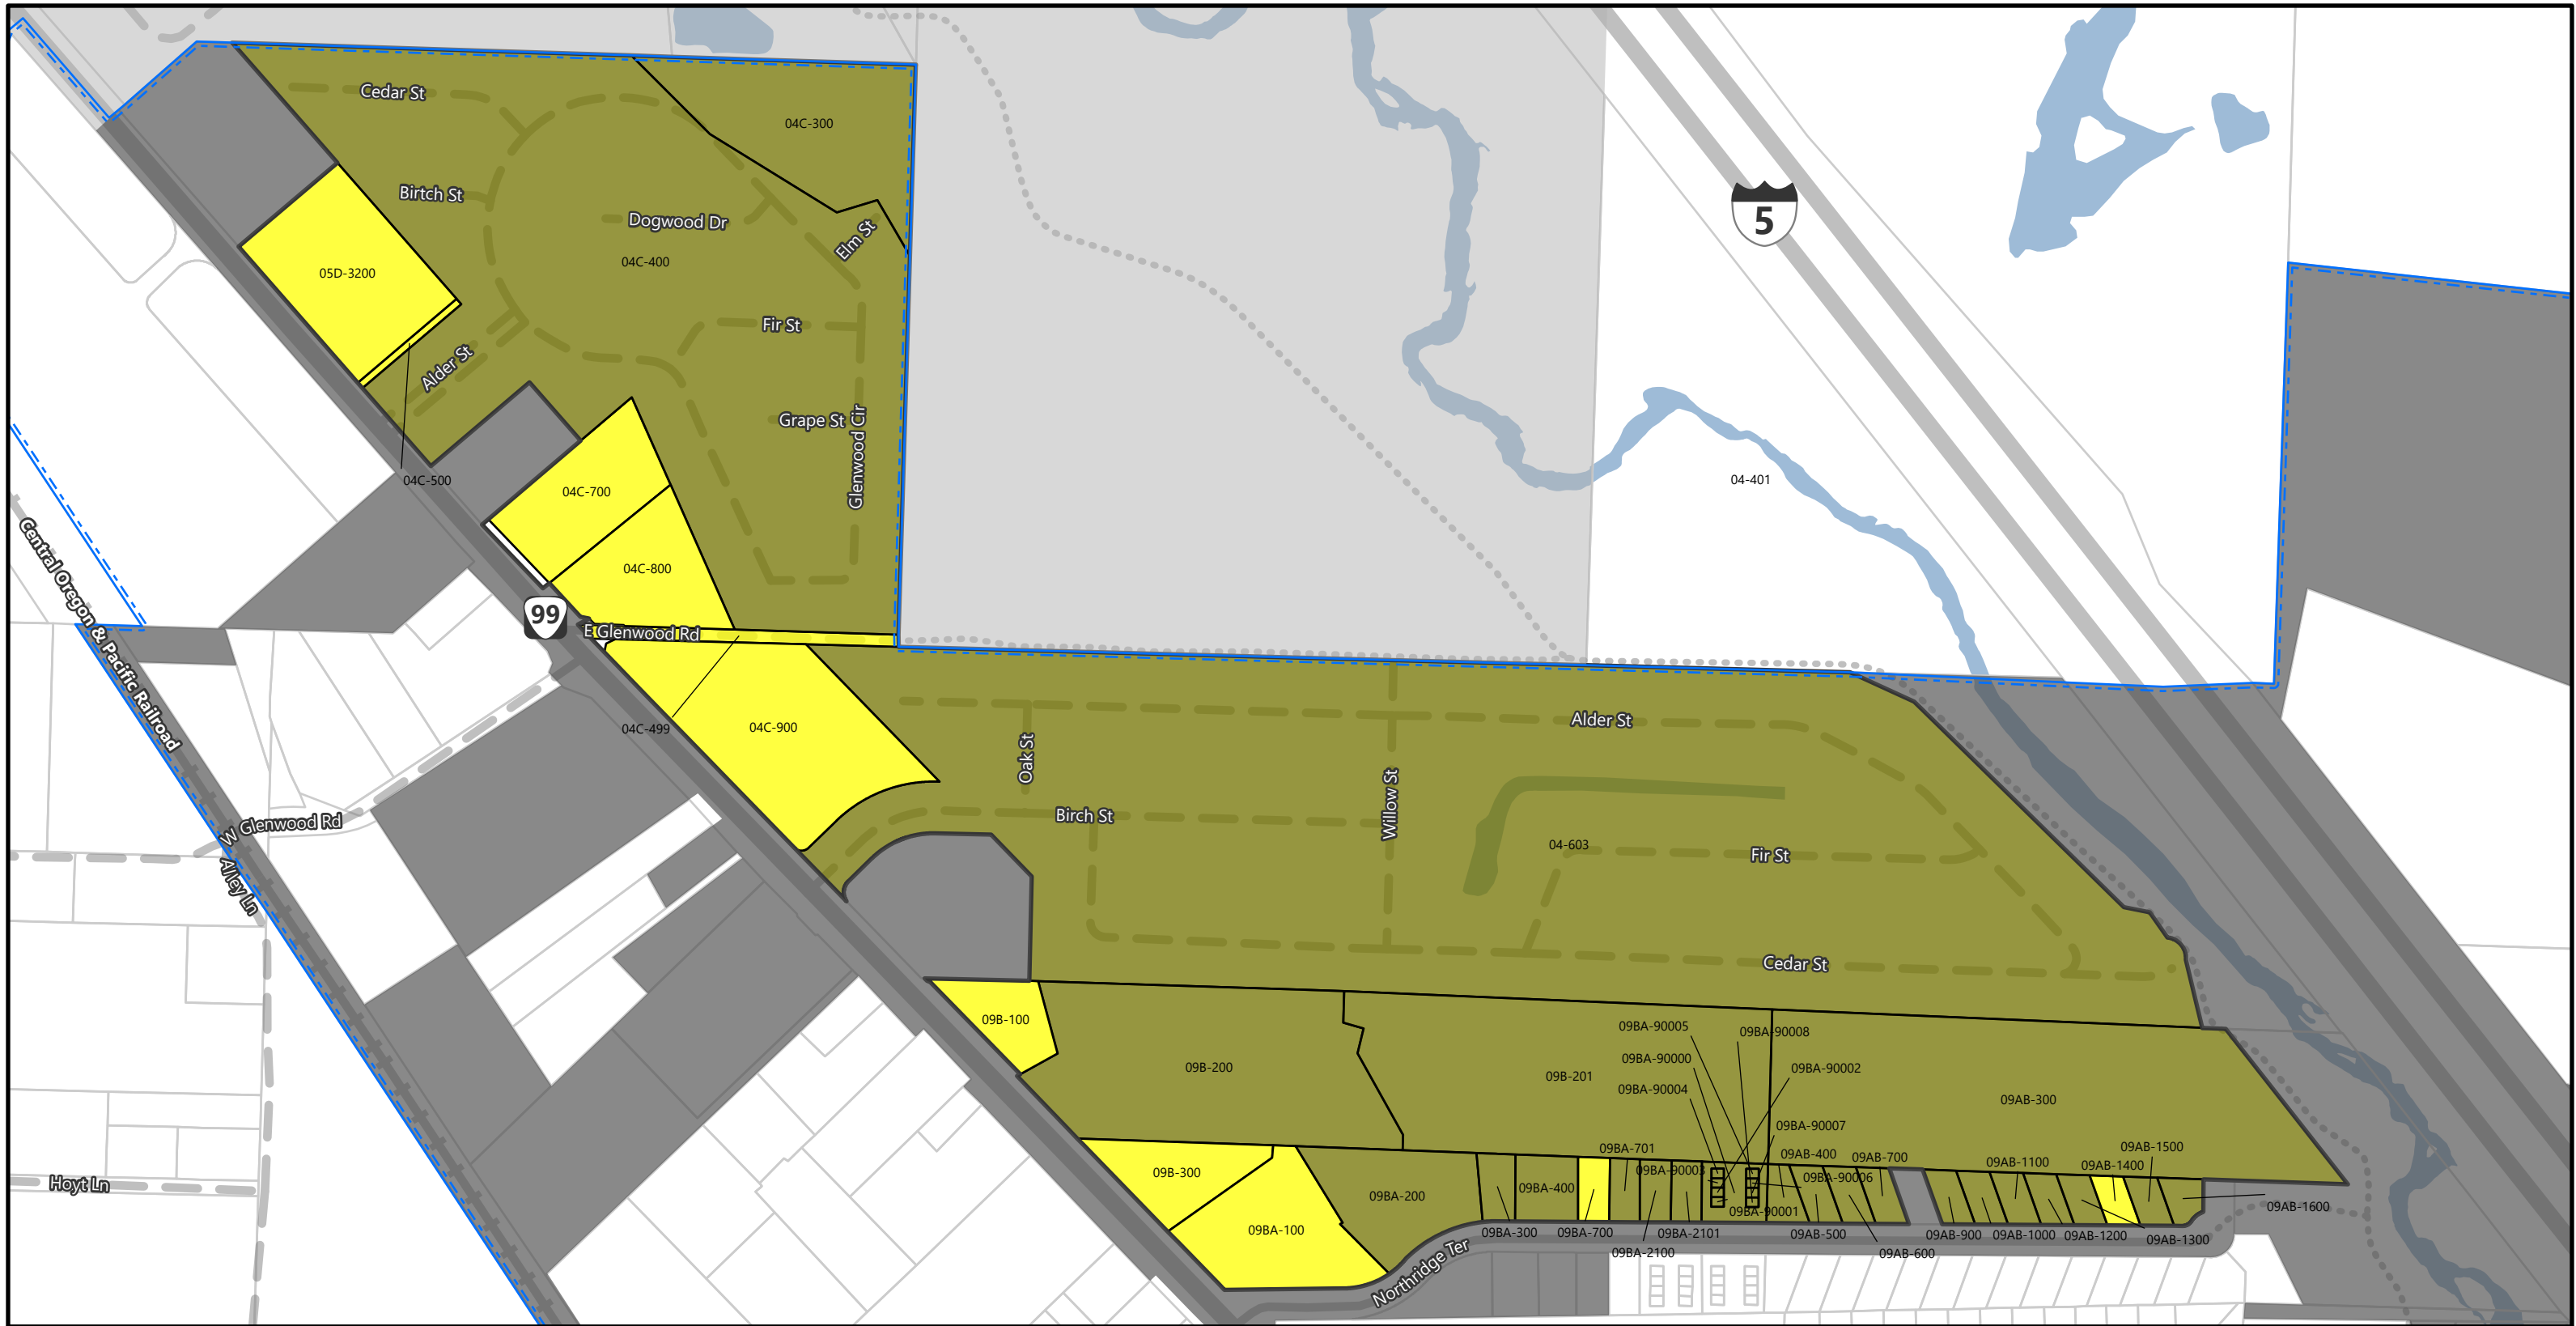 Cedar St
04C-300
Birtch St
Dogwood Dr
5
Elm St
04C-400
05D-3200
Fir St
Alder St
Grape St
Glenwood Cir
04C-500
04C-700
04-401
04C-800
Central Oregon & Pacific Railroad
99
E Glenwood Rd
04C-499
04C-900
Alder St
Oak St
Willow St
Birch St
W Glenwood Rd
Alley Ln
04-603
Fir St
Cedar St
09B-100
09B-200
09B-201
09BA-90005
09BA-90008
09BA-90000
09BA-90002
09BA-90004
09AB-300
09BA-90007
09BA-701
09AB-400
09AB-700
09AB-1500
09AB-1100
09AB-1400
09B-300
09BA-90003
09BA-90006
Hoyt Ln
09BA-200
09BA-400
09BA-90001
09AB-1600
09BA-100
09BA-300
09BA-700
09BA-2101
09AB-500
09AB-900
09AB-1000
09AB-1200
09AB-1300
09BA-2100
09AB-600
Northridge Ter